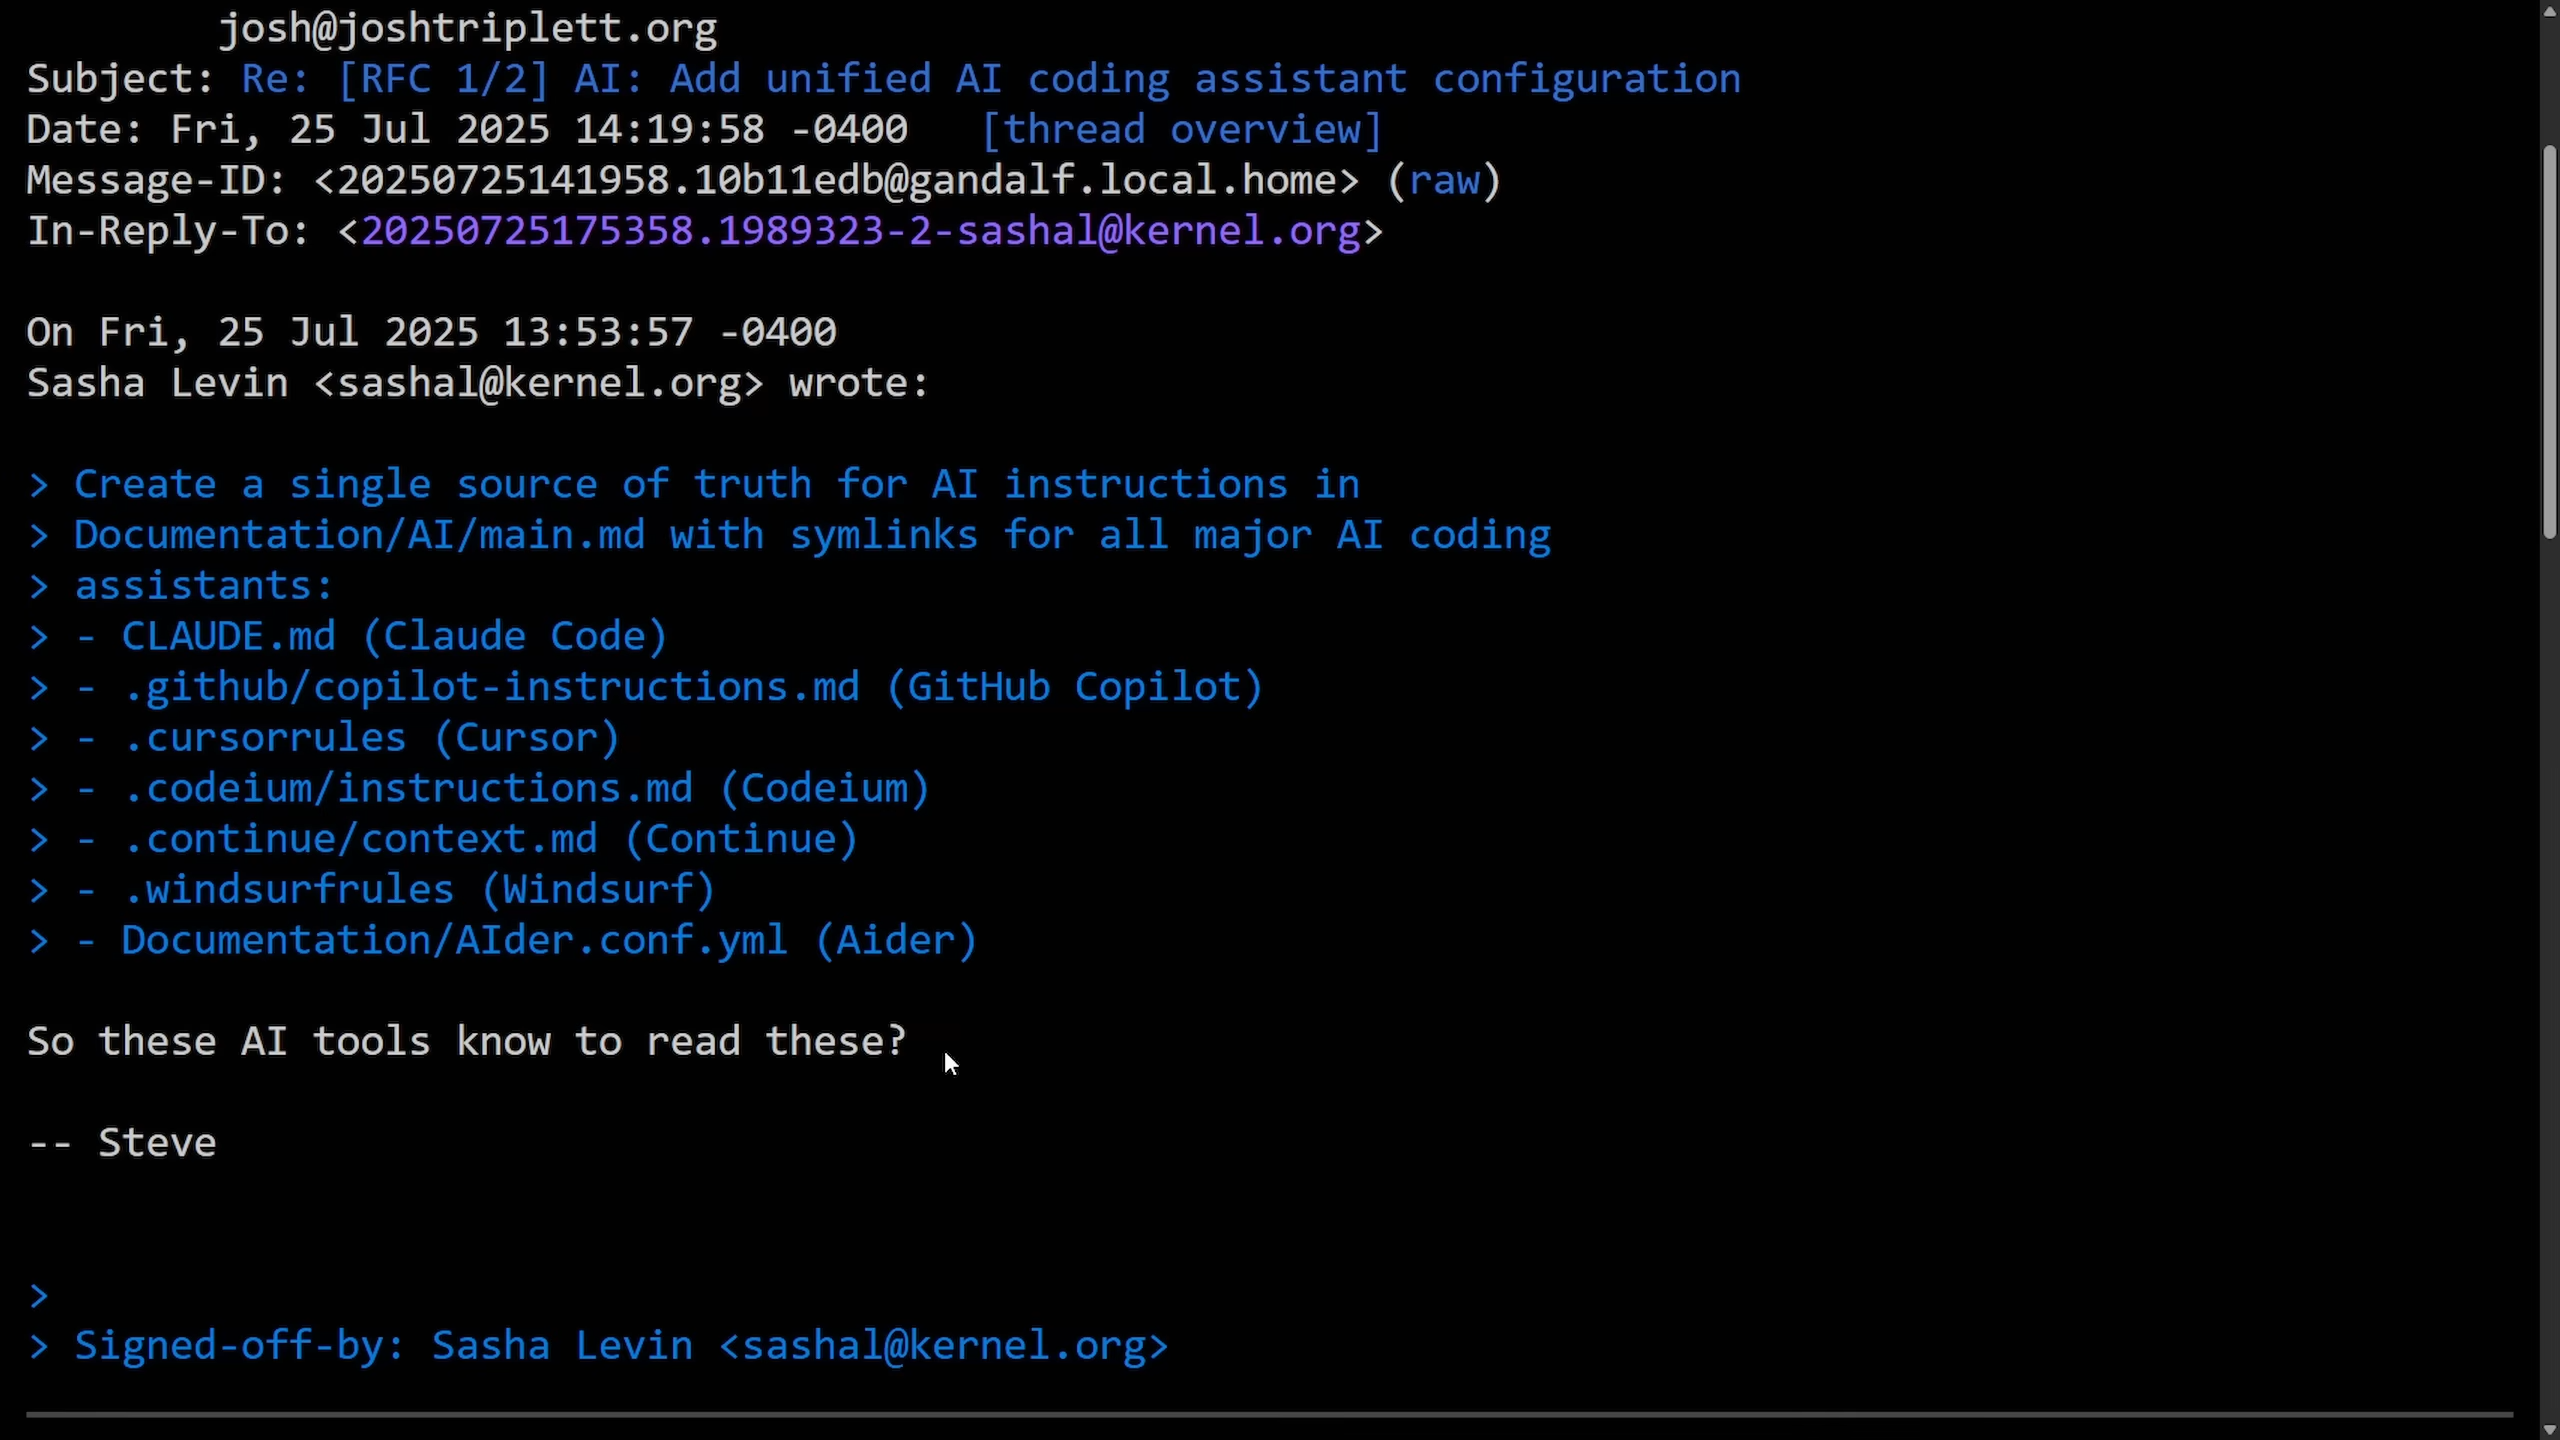 josh@joshtriplett.org
Subject: Re: [RFC 1/2] AI: Add unified AI coding assistant configuration
Date: Fri, 25 Jul 2025 14:19:58 -0400   [thread overview]
Message-ID: <20250725141958.10b11edb@gandalf.local.home> (raw)
In-Reply-To: <20250725175358.1989323-2-sashal@kernel.org>
On Fri, 25 Jul 2025 13:53:57 -0400
Sasha Levin <sashal@kernel.org> wrote:
> Create a single source of truth for AI instructions in
> Documentation/AI/main.md with symlinks for all major AI coding
> assistants:
> - CLAUDE.md (Claude Code)
> - .github/copilot-instructions.md (GitHub Copilot)
> - .cursorrules (Cursor)
> - .codeium/instructions.md (Codeium)
> - .continue/context.md (Continue)
> - .windsurfrules (Windsurf)
> - Documentation/AIder.conf.yml (Aider)
So these AI tools know to read these?
-- Steve
>
> Signed-off-by: Sasha Levin <sashal@kernel.org>